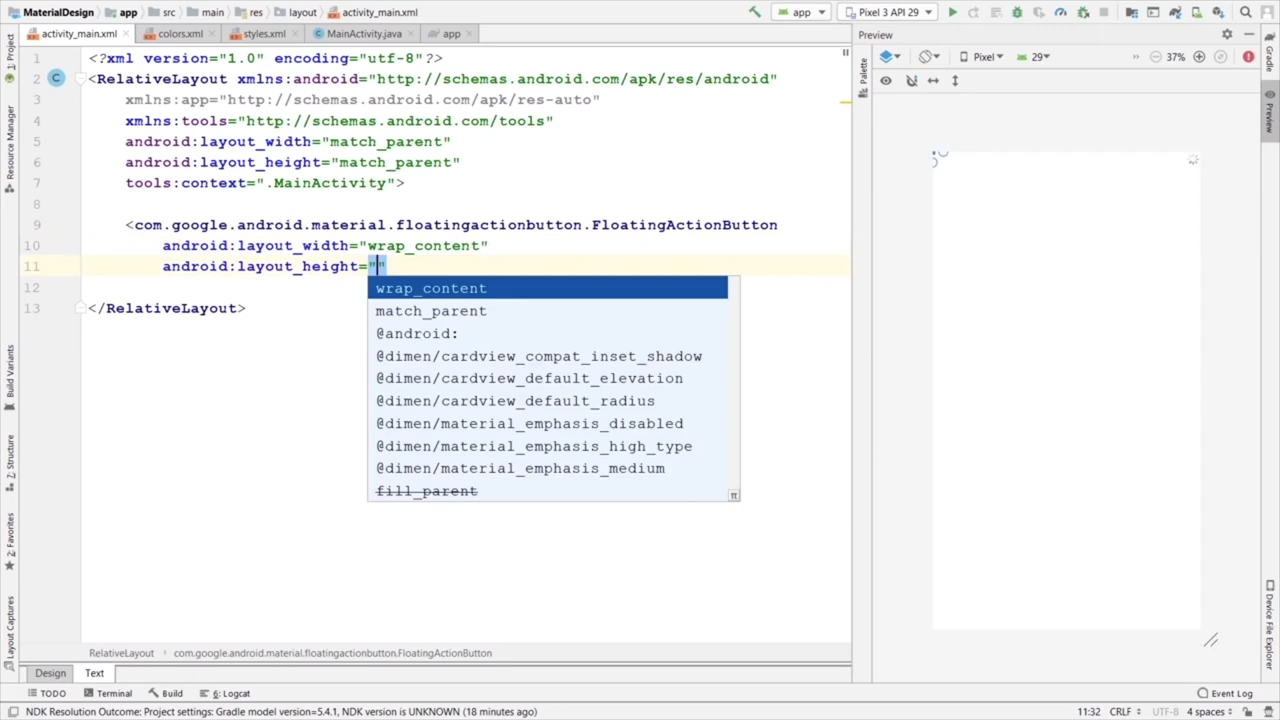 MaterialDesign app src main res layout activity_main.xml app Pixel 3 API 29
activity_main.xml colors.xml styles.xml MainActivity.java app
Preview
1 <?xml version="1.0" encoding="utf-8"?>
2 <RelativeLayout xmlns:android="http://schemas.android.com/apk/res/android"
3 xmlns:app="http://schemas.android.com/apk/res-auto"
4 xmlns:tools="http://schemas.android.com/tools"
5 android:layout_width="match_parent"
6 android:layout_height="match_parent"
7 tools:context=".MainActivity">
8
9 <com.google.android.material.floatingactionbutton.FloatingActionButton
10 android:layout_width="wrap_content"
11 android:layout_height=""
12
13 </RelativeLayout>
wrap_content
match_parent
@android:
@dimen/cardview_compat_inset_shadow
@dimen/cardview_default_elevation
@dimen/cardview_default_radius
@dimen/material_emphasis_disabled
@dimen/material_emphasis_high_type
@dimen/material_emphasis_medium
fill_parent
π
1: Project
Resource Manager
Build Variants
Z: Structure
2: Favorites
Layout Captures
Palette
Pixel 29 37%
Gradle
Preview
Device File Explorer
RelativeLayout com.google.android.material.floatingactionbutton.FloatingActionButton
Design Text
TODO Terminal Build 6: Logcat Event Log
NDK Resolution Outcome: Project settings: Gradle model version=5.4.1, NDK version is UNKNOWN (18 minutes ago) 11:32 CRLF UTF-8 4 spaces